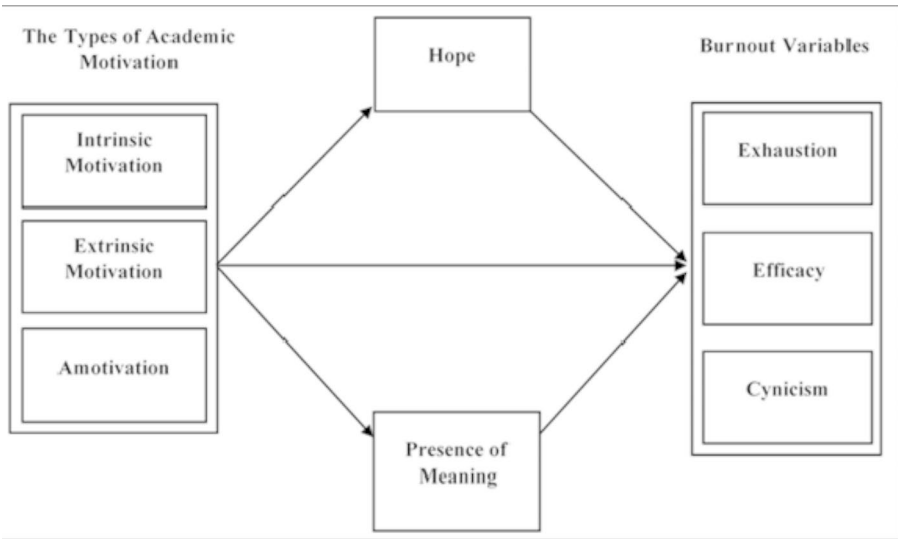 The Types of Academic
Motivation
Intrinsic
Motivation
Extrinsic
Motivation
Amotivation
Hope
Presence of
Meaning
Burnout Variables
Exhaustion
Efficacy
Cynicism